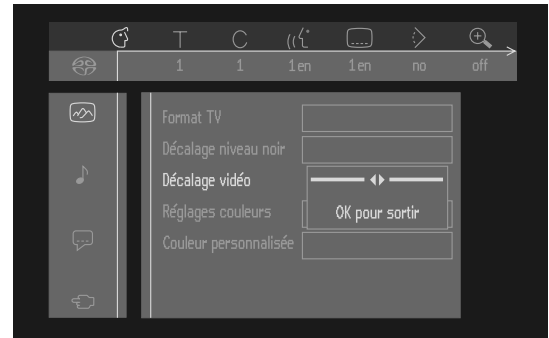 T C
1 1 1 en 1 en no off
Format TV
Décalage niveau noir
Décalage vidéo
Réglages couleurs
OK pour sortir
Couleur personnalisée